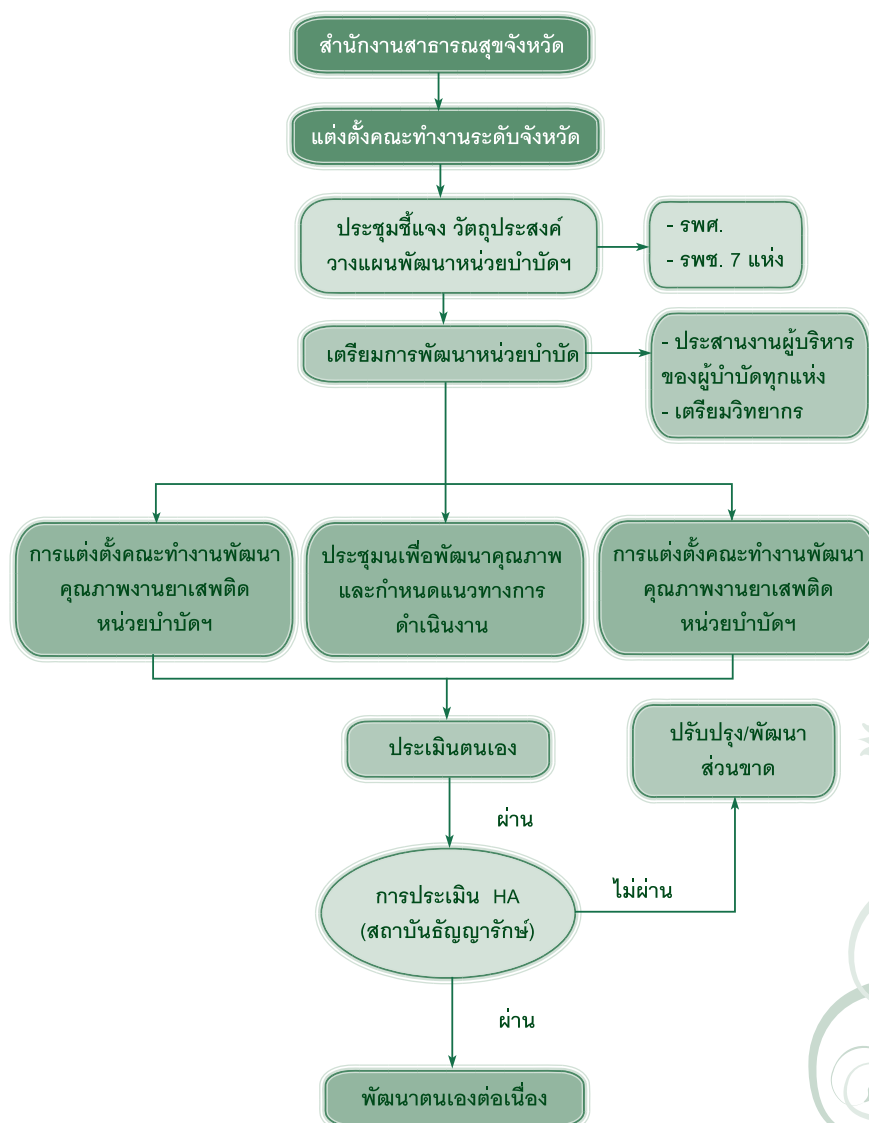 สำนักงานสาธารณสุขจังหวัด
แต่งตั้งคณะทำงานระดับจังหวัด
ประชุมชี้แจง วัตถุประสงค์
วางแผนพัฒนาหน่วยบำบัดฯ
- รพศ.
- รพช. 7 แห่ง
เตรียมการพัฒนาหน่วยบำบัด
- ประสานงานผู้บริหาร
ของผู้บำบัดทุกแห่ง
- เตรียมวิทยากร
การแต่งตั้งคณะทำงานพัฒนา
คุณภาพงานยาเสพติด
หน่วยบำบัดฯ
ประชุมนเพื่อพัฒนาคุณภาพ
และกำหนดแนวทางการ
ดำเนินงาน
การแต่งตั้งคณะทำงานพัฒนา
คุณภาพงานยาเสพติด
หน่วยบำบัดฯ
ประเมินตนเอง
ปรับปรุง/พัฒนา
ส่วนขาด
ผ่าน
การประเมิน HA
(สถาบันธัญญารักษ์)
ไม่ผ่าน
ผ่าน
พัฒนาตนเองต่อเนื่อง